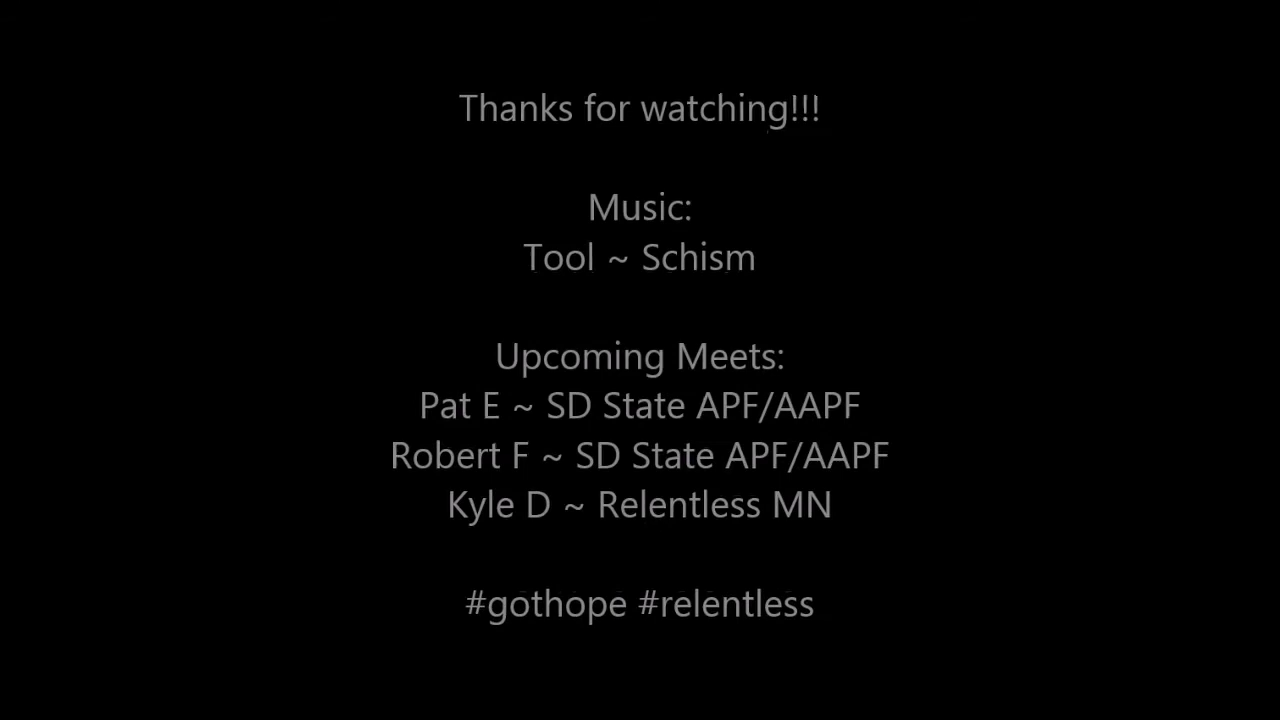 Thanks for watching!!!
Music:
Tool ~ Schism
Upcoming Meets:
Pat E ~ SD State APF/AAPF
Robert F ~ SD State APF/AAPF
Kyle D ~ Relentless MN
#gothope #relentless